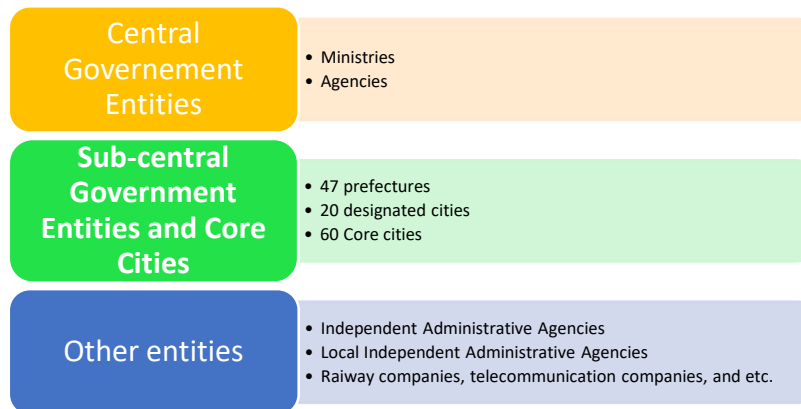 Central
Governement
Entities
• Ministries
• Agencies
Sub-central
Government
Entities and Core
Cities
• 47 prefectures
• 20 designated cities
• 60 Core cities
Other entities
• Independent Administrative Agencies
• Local Independent Administrative Agencies
• Raiway companies, telecommunication companies, and etc.